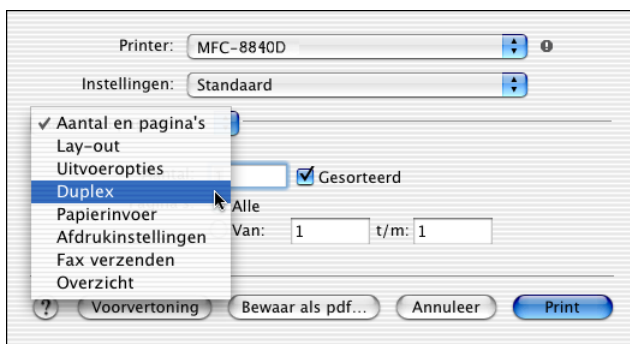 Printer: MFC-8840D
Instellingen: Standaard
✓ Aantal en pagina's
Lay-out
Uitvoeropties
Gesorteerd
Duplex
Alle
Papierinvoer
Van: 1 t/m: 1
Afdrukinstellingen
Fax verzenden
Overzicht
? Voorvertoning Bewaar als pdf... Annuleer Print